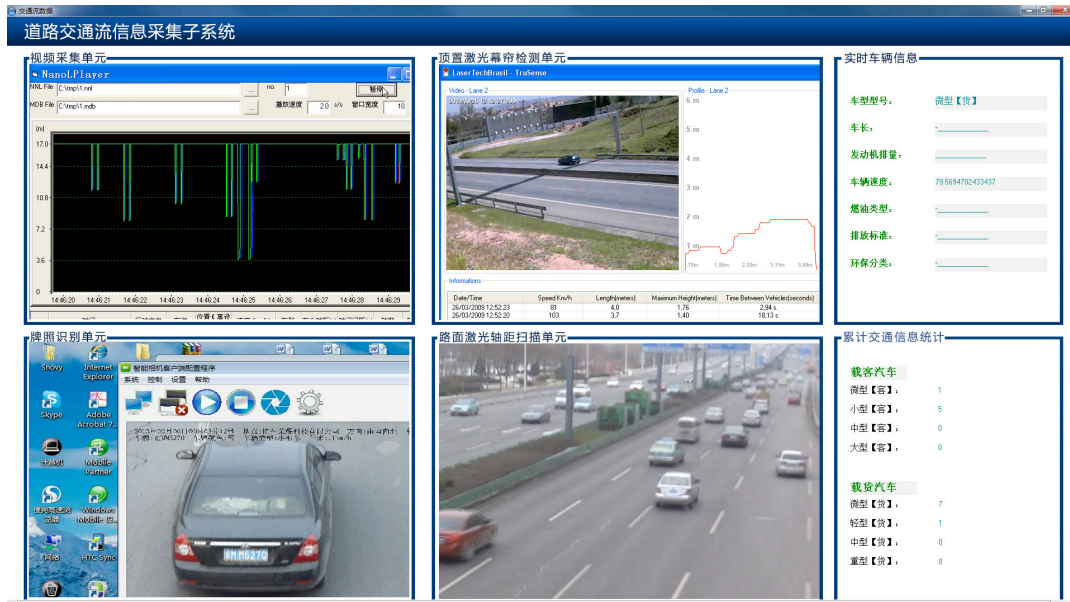 交通流数据
道路交通流信息采集子系统
视频采集单元
NanoLPlayer
NNL File C:\tmp\1.nnl ... no. 1 暂停
MDB File C:\tmp\1.mdb ... 播放速度 2.0 s/s 窗口宽度 10
(m)
17.0
14.4
10.8
7.2
3.6
0
14:46:20 14:46:21 14:46:22 14:46:23 14:46:24 14:46:25 14:46:26 14:46:27 14:46:28 14:46:29
顶置激光幕帘检测单元
LaserTechBrasil - TruSense
Video - Lane 2
Profile - Lane 2
6 m
5 m
4 m
3 m
2 m
1 m
Informations
Date/Time Speed Km/h Length(meters) Maximum Height(meters) Time Between Vehicles(seconds)
26/03/2009 12:52:23 81 4,0 1,76 2,94 s.
26/03/2009 12:52:20 103 3,7 1,40 18,13 s.
实时车辆信息
车型型号：
微型【货】
车长：
发动机排量：
车辆速度：
79.5694702433437
燃油类型：
排放标准：
环保分类：
牌照识别单元
Snovy
Internet Explorer
Skype
Adobe Acrobat 7...
计算机
Mobile Partner
Windows Mobile
网络
HTC Sync
智能相机客户端配置程序
系统 控制 设置 帮助
M5270
路面激光轴距扫描单元
累计交通信息统计
载客汽车
微型【客】： 1
小型【客】： 5
中型【客】： 0
大型【客】： 0
载货汽车
微型【货】： 7
轻型【货】： 1
中型【货】： 0
重型【货】： 0